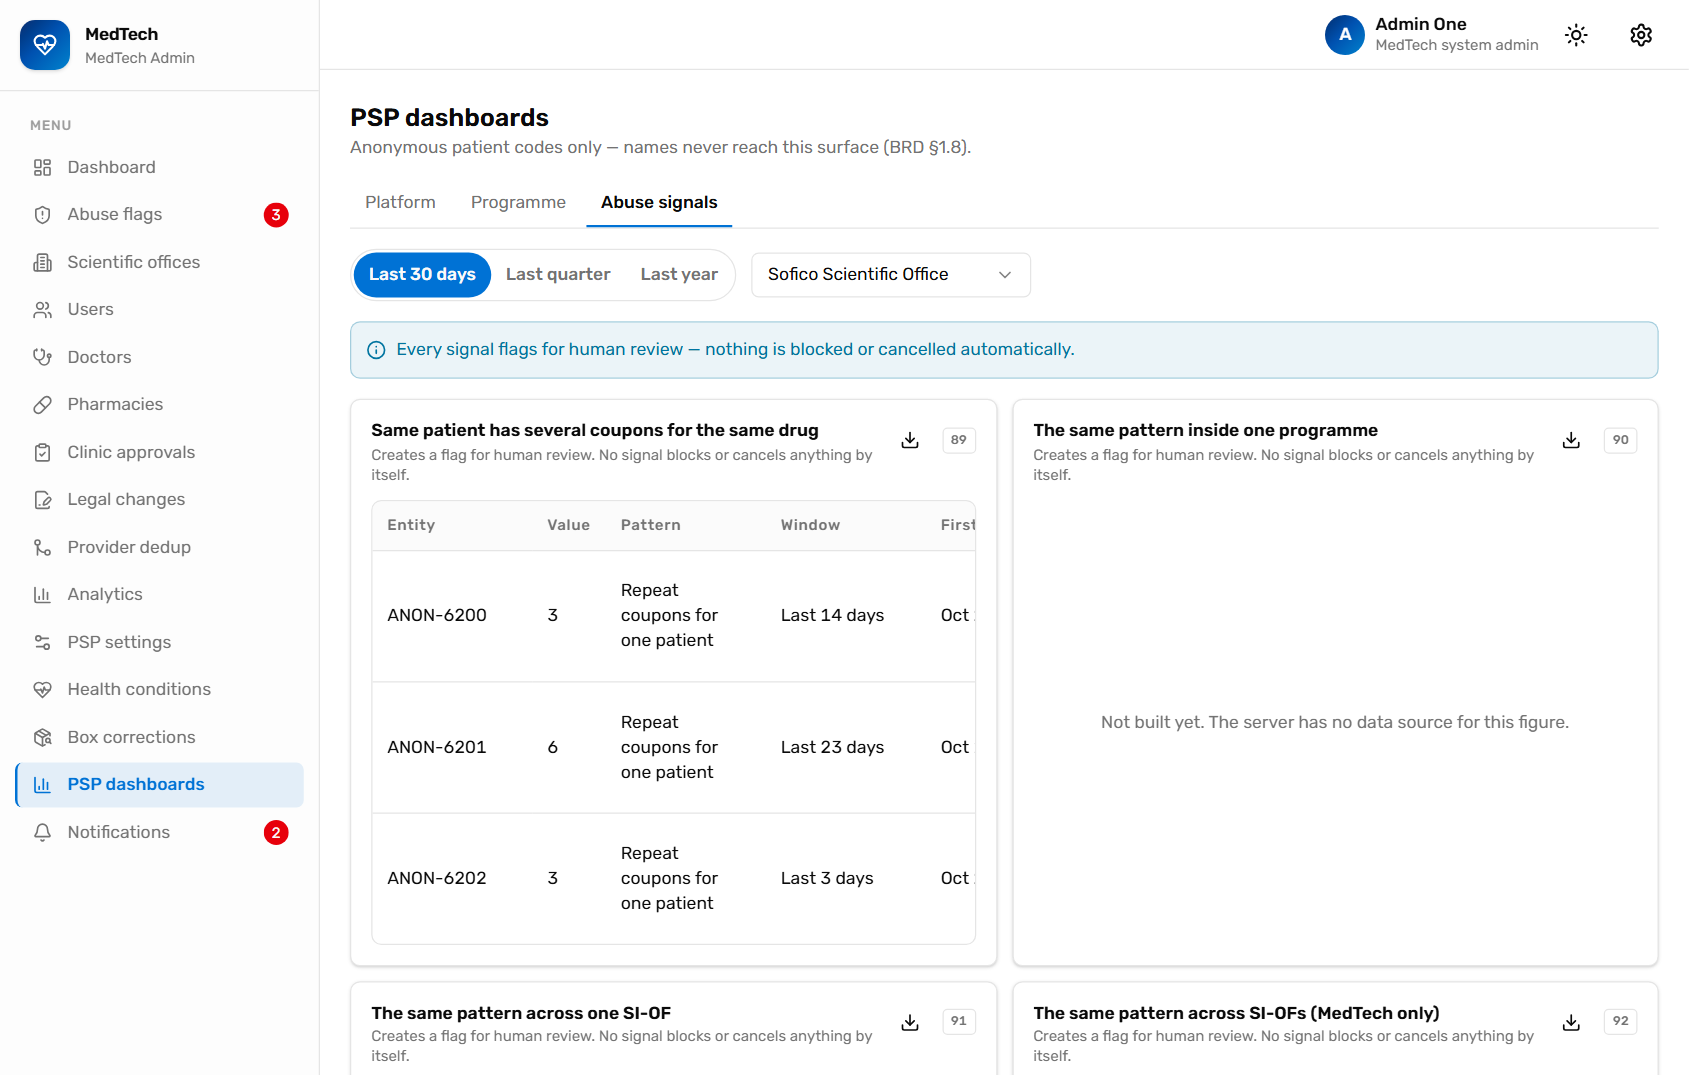 MedTech
MedTech Admin
MENU
Dashboard
Abuse flags 3
Scientific offices
Users
Doctors
Pharmacies
Clinic approvals
Legal changes
Provider dedup
Analytics
PSP settings
Health conditions
Box corrections
PSP dashboards
Notifications 2
A
Admin One
MedTech system admin
PSP dashboards
Anonymous patient codes only — names never reach this surface (BRD §1.8).
Platform Programme Abuse signals
Last 30 days Last quarter Last year Sofico Scientific Office
Every signal flags for human review — nothing is blocked or cancelled automatically.
Same patient has several coupons for the same drug
89
Creates a flag for human review. No signal blocks or cancels anything by
itself.
Entity Value Pattern Window First
ANON-6200 3 Repeat
coupons for
one patient Last 14 days Oct
ANON-6201 6 Repeat
coupons for
one patient Last 23 days Oct
ANON-6202 3 Repeat
coupons for
one patient Last 3 days Oct
The same pattern inside one programme
90
Creates a flag for human review. No signal blocks or cancels anything by
itself.
Not built yet. The server has no data source for this figure.
The same pattern across one SI-OF
91
Creates a flag for human review. No signal blocks or cancels anything by
itself.
The same pattern across SI-OFs (MedTech only)
92
Creates a flag for human review. No signal blocks or cancels anything by
itself.